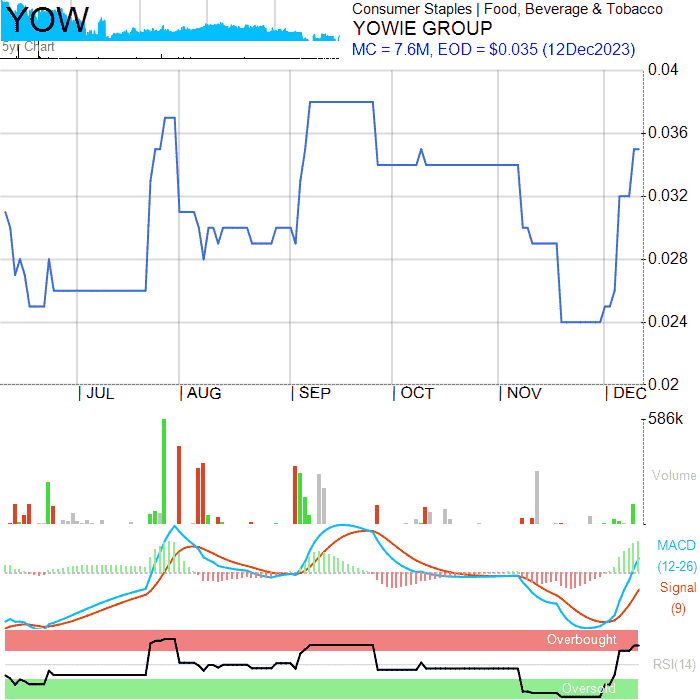 YOW
5yr Chart
Consumer Staples | Food, Beverage & Tobacco
YOWIE GROUP
MC = 7.6M, EOD = $0.035 (12Dec2023)
0.04
0.036
0.032
0.028
0.024
0.02
| JUL | AUG | SEP | OCT | NOV | DEC
586k
Volume
MACD
(12-26)
Signal
(9)
Overbought
RSI(14)
Oversold